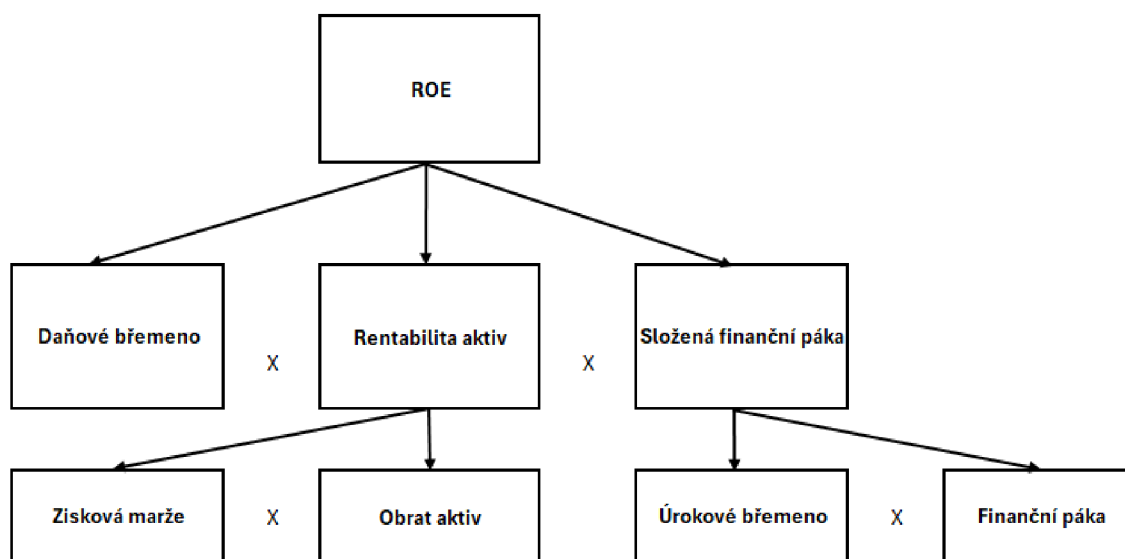 ROE
Daňové břemeno
X
Rentabilita aktiv
X
Složená finanční páka
Zisková marže
X
Obrat aktiv
Úrokové břemeno
X
Finanční páka